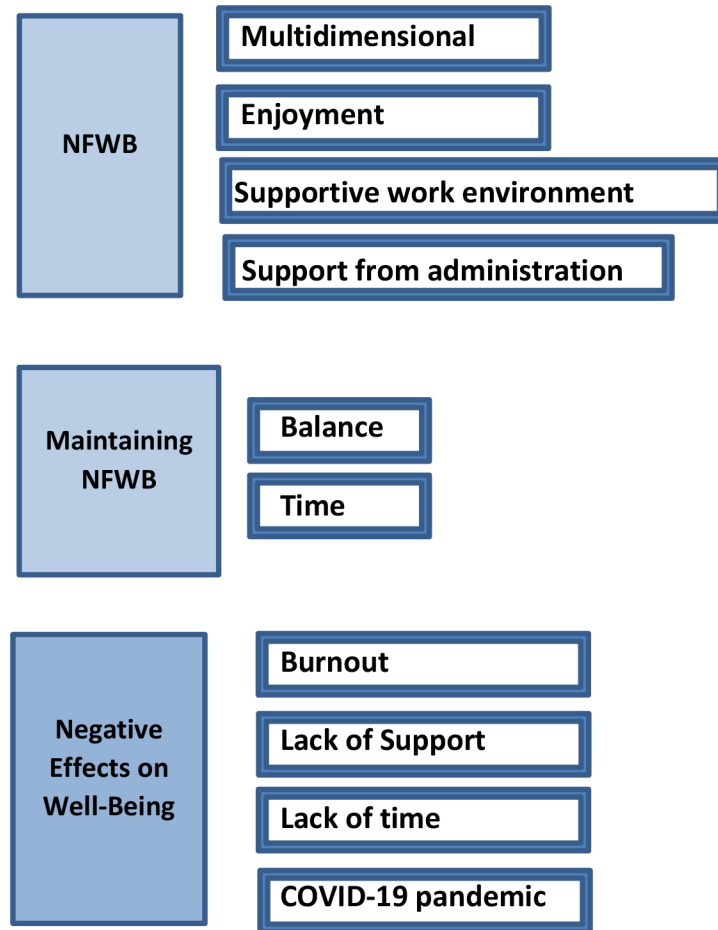 NFWB
Multidimensional
Enjoyment
Supportive work environment
Support from administration
Maintaining
NFWB
Balance
Time
Negative
Effects on
Well-Being
Burnout
Lack of Support
Lack of time
COVID-19 pandemic